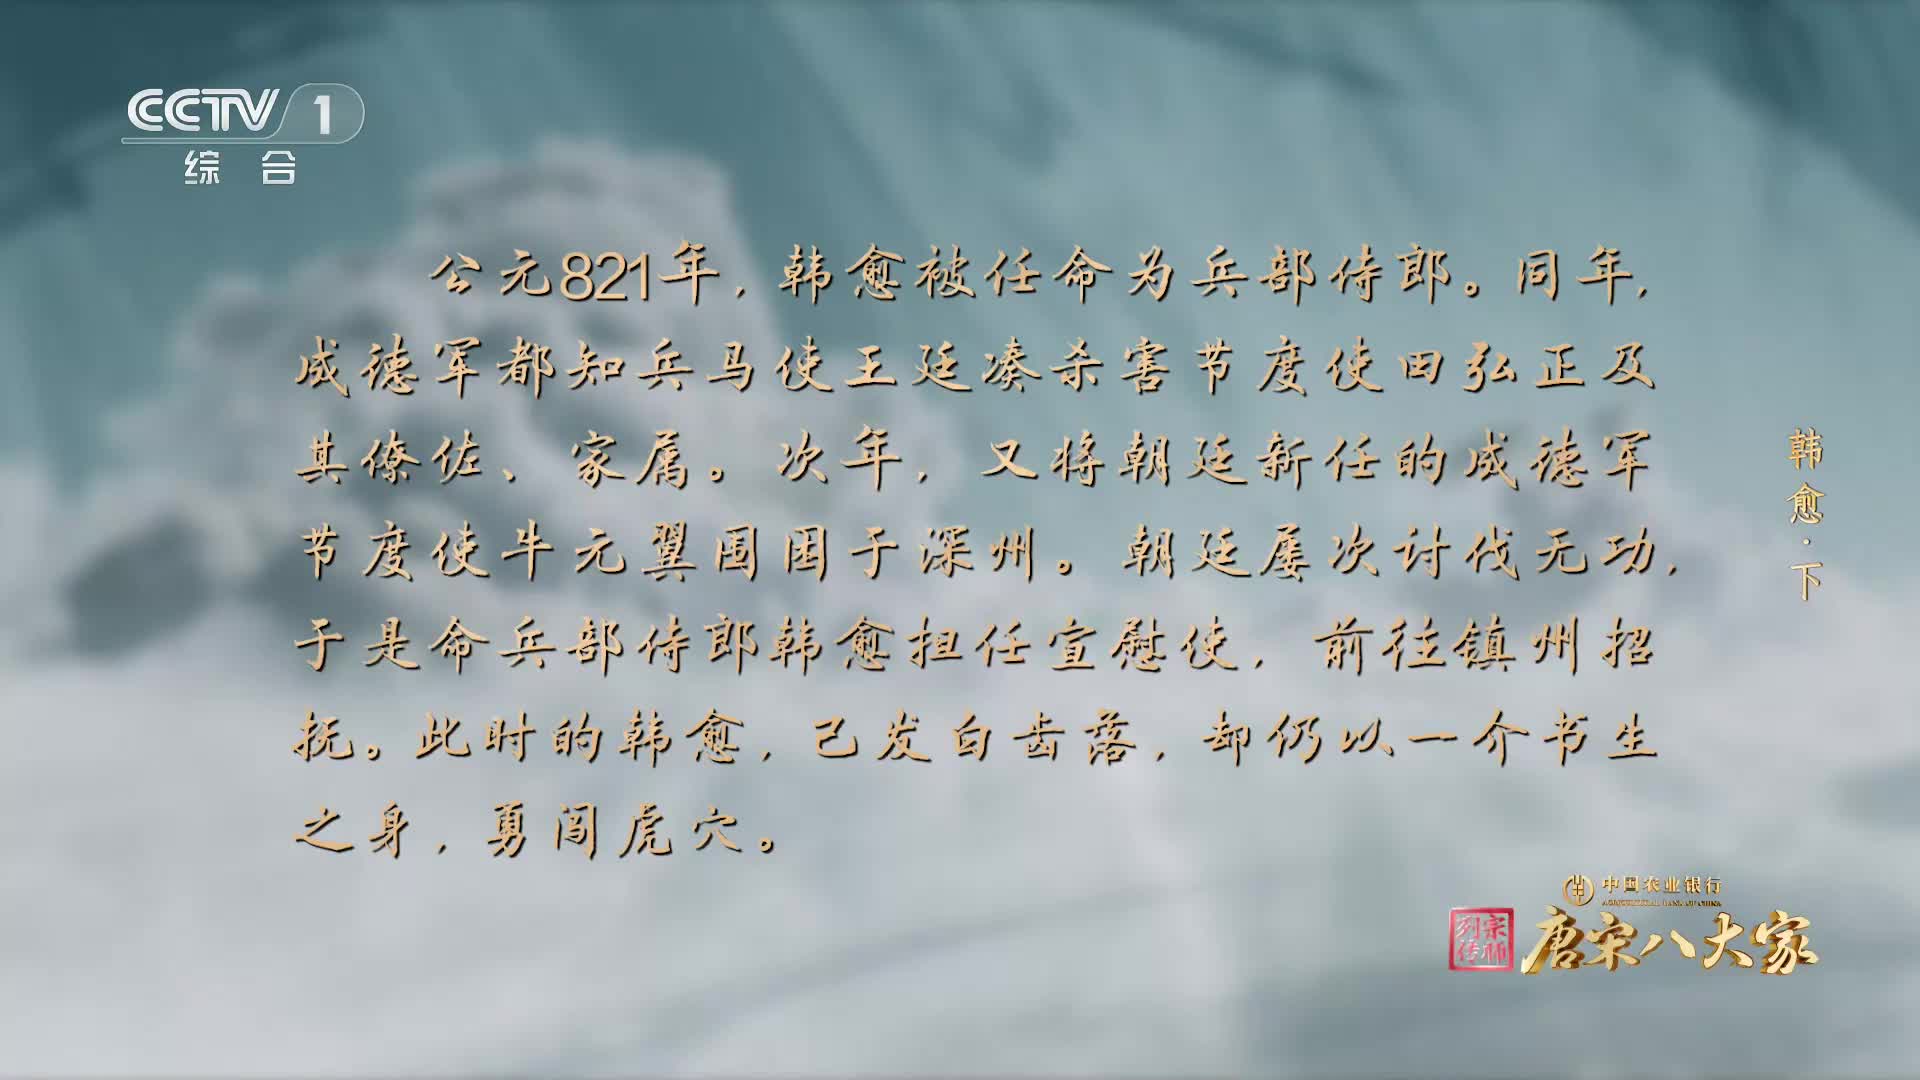 CCTV 1
综 合
公元821年，韩愈被任命为兵部侍郎。同年，
成德军都知兵马使王廷凑杀害节度使田弘正及
其僚佐、家属。次年，又将朝廷新任的成德军
节度使牛元翼围困于深州。朝廷屡次讨伐无功，
于是命兵部侍郎韩愈担任宣慰使，前往镇州招
抚。此时的韩愈，已发白齿落，却仍以一介书生
之身，勇闯虎穴。
韩愈·下
中国农业银行
AGRICULTURAL BANK OF CHINA
宗师列传
唐宋八大家